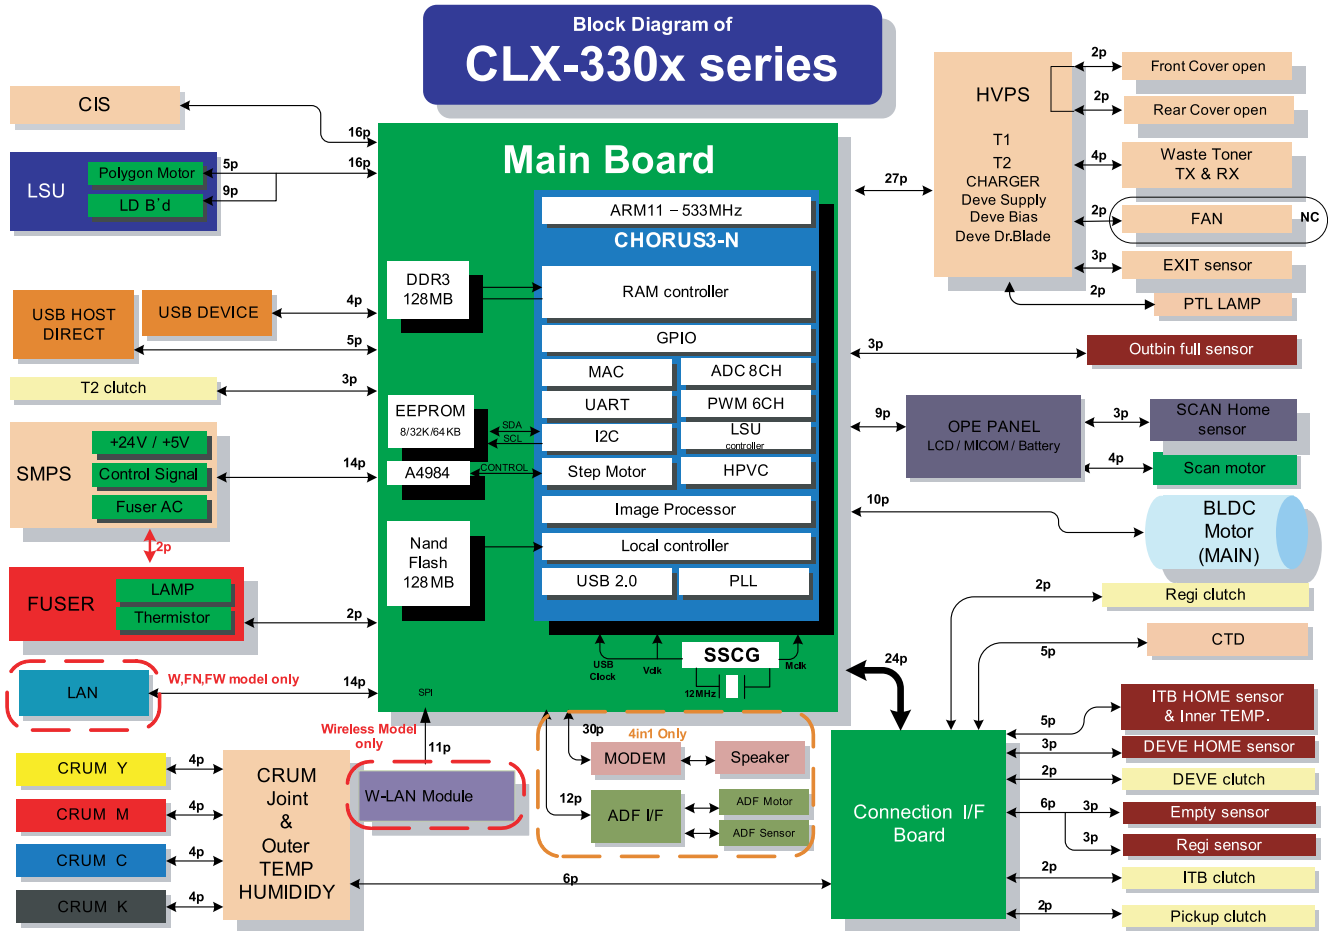 Block Diagram of
CLX-330x series
CIS
16p
LSU
Polygon Motor
LD B'd
5p
9p
16p
USB HOST
DIRECT
USB DEVICE
4p
5p
T2 clutch
3p
SMPS
+24V / +5V
Control Signal
Fuser AC
14p
2p
FUSER
LAMP
Thermistor
2p
LAN
W,FN,FW model only
14p
Main Board
ARM11 – 533MHz
CHORUS3-N
DDR3
128MB
RAM controller
GPIO
MAC
ADC 8CH
UART
PWM 6CH
EEPROM
8/32K/64KB
SDA
SCL
I2C
LSU
controller
A4984
CONTROL
Step Motor
HPVC
Image Processor
Nand
Flash
128MB
Local controller
USB 2.0
PLL
SSCG
USB
Clock
Vclk
Mclk
12MHz
SPI
Wireless Model
only
11p
W-LAN Module
30p
4in1 Only
MODEM
Speaker
12p
ADF I/F
ADF Motor
ADF Sensor
CRUM Y
4p
CRUM M
4p
CRUM C
4p
CRUM K
4p
CRUM
Joint
&
Outer
TEMP
HUMIDIDY
6p
27p
HVPS
T1
T2
CHARGER
Deve Supply
Deve Bias
Deve Dr.Blade
2p
Front Cover open
2p
Rear Cover open
4p
Waste Toner
TX & RX
2p
FAN
NC
3p
EXIT sensor
2p
PTL LAMP
3p
Outbin full sensor
9p
OPE PANEL
LCD / MICOM / Battery
3p
SCAN Home
sensor
4p
Scan motor
10p
BLDC
Motor
(MAIN)
24p
Connection I/F
Board
2p
Regi clutch
5p
CTD
5p
ITB HOME sensor
& Inner TEMP.
3p
DEVE HOME sensor
2p
DEVE clutch
6p
3p
Empty sensor
3p
Regi sensor
2p
ITB clutch
2p
Pickup clutch